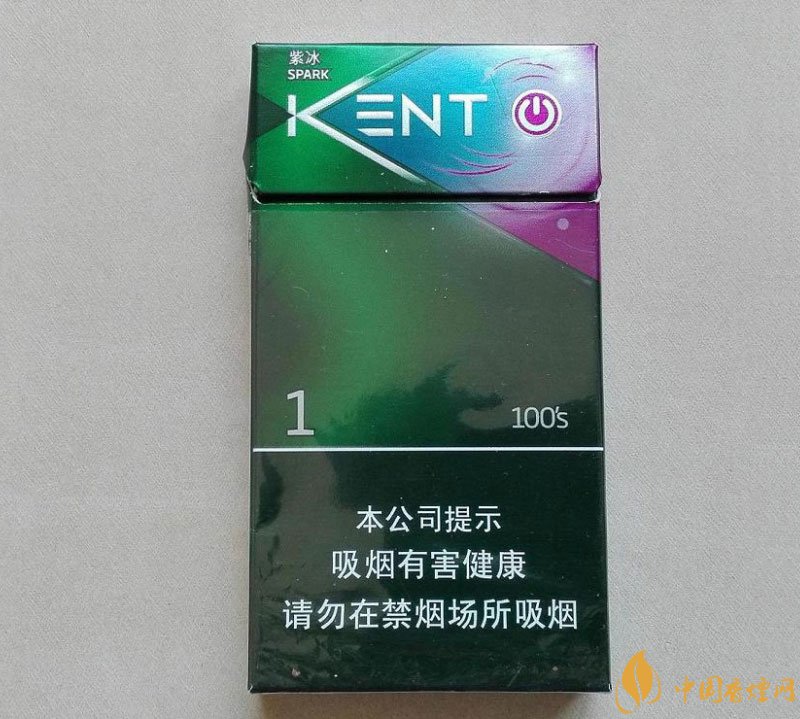 紫冰
SPARK
KENT
1
100's
本公司提示
吸烟有害健康
请勿在禁烟场所吸烟
中国香烟网